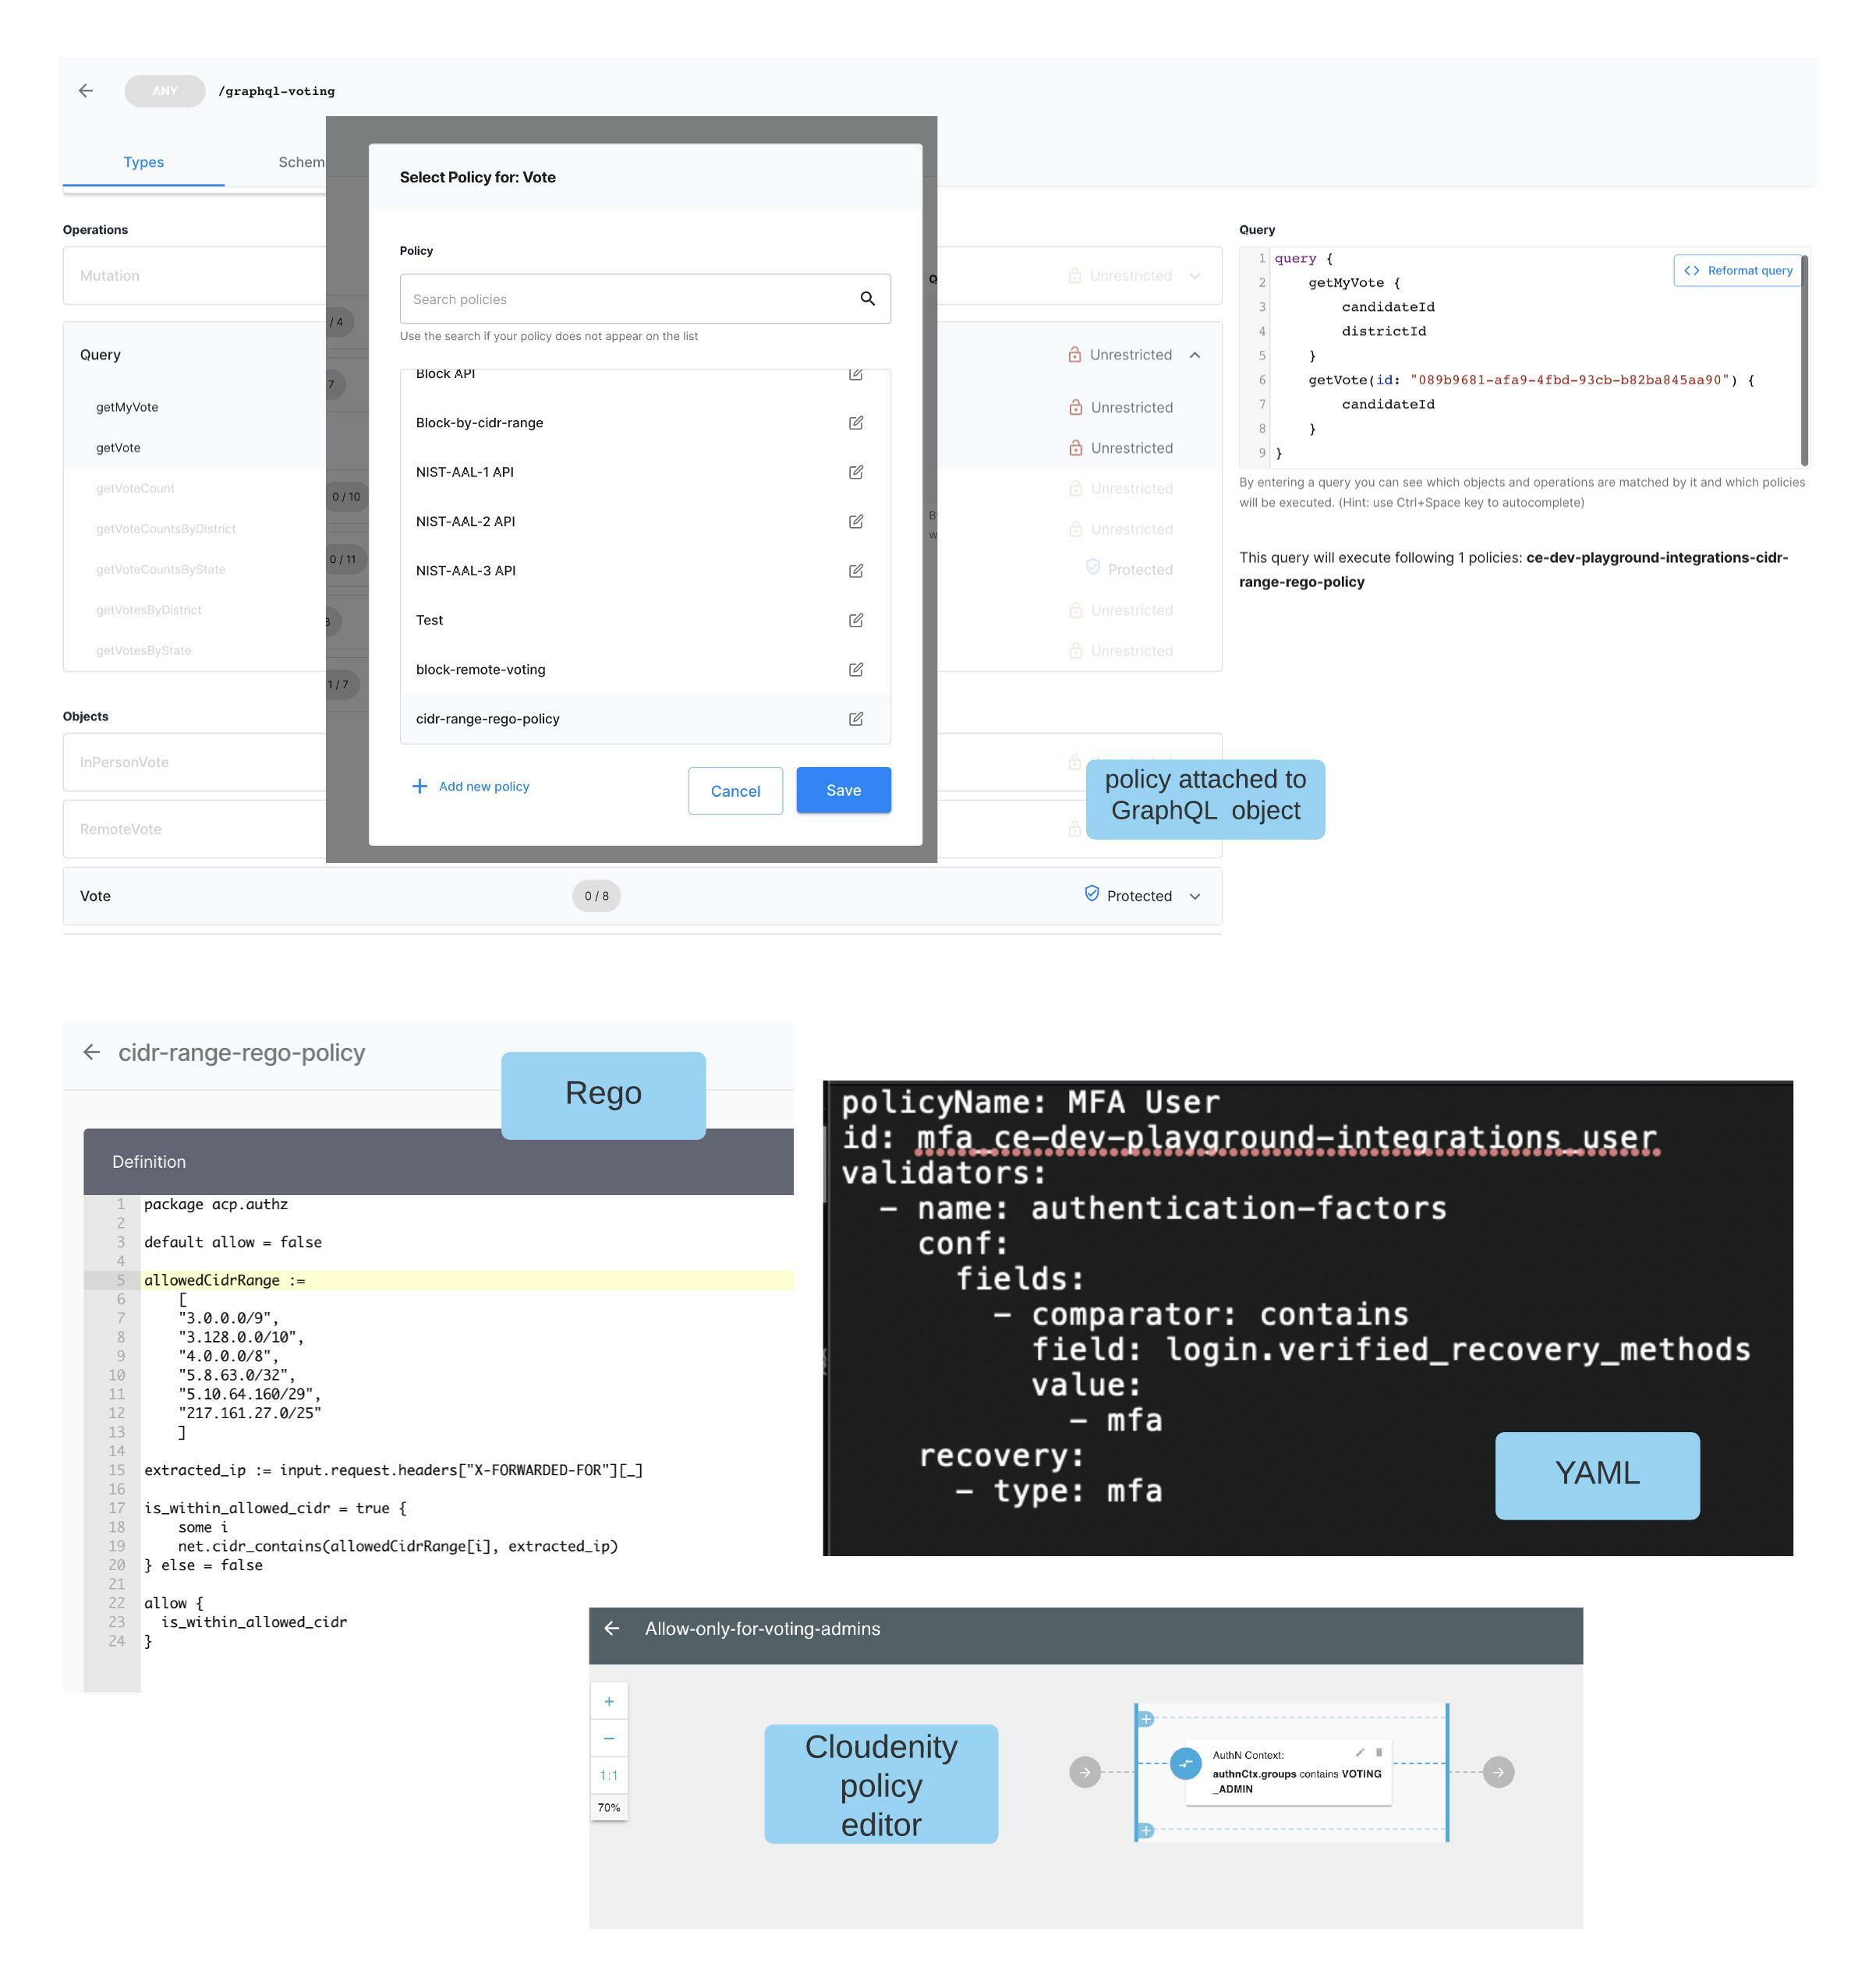 ANY /graphql-voting
Types Schem
Operations
Mutation
Unrestricted
Query
Unrestricted
getMyVote
Unrestricted
getVote
Unrestricted
getVoteCount
Unrestricted
getVoteCountsByDistrict
Unrestricted
getVoteCountsByState
Protected
getVotesByDistrict
Unrestricted
getVotesByState
Unrestricted
/ 4
7
0 / 10
0 / 11
1 / 7
Objects
InPersonVote
RemoteVote
Vote 0 / 8 Protected
Select Policy for: Vote
Policy
Search policies
Use the search if your policy does not appear on the list
Block API
Block-by-cidr-range
NIST-AAL-1 API
NIST-AAL-2 API
NIST-AAL-3 API
Test
block-remote-voting
cidr-range-rego-policy
Add new policy
Cancel
Save
Query
Reformat query
1 query {
2 getMyVote {
3 candidateId
4 districtId
5 }
6 getVote(id: "089b9681-afa9-4fbd-93cb-b82ba845aa90") {
7 candidateId
8 }
9 }
By entering a query you can see which objects and operations are matched by it and which policies
will be executed. (Hint: use Ctrl+Space key to autocomplete)
This query will execute following 1 policies: ce-dev-playground-integrations-cidr-
range-rego-policy
policy attached to
GraphQL object
cidr-range-rego-policy
Rego
Definition
1 package acp.authz
2
3 default allow = false
4
5 allowedCidrRange :=
6 [
7 "3.0.0.0/9",
8 "3.128.0.0/10",
9 "4.0.0.0/8",
10 "5.8.63.0/32",
11 "5.10.64.160/29",
12 "217.161.27.0/25"
13 ]
14
15 extracted_ip := input.request.headers["X-FORWARDED-FOR"][_]
16
17 is_within_allowed_cidr = true {
18 some i
19 net.cidr_contains(allowedCidrRange[i], extracted_ip)
20 } else = false
21
22 allow {
23 is_within_allowed_cidr
24 }
policyName: MFA User
id: mfa_ce-dev-playground-integrations_user
validators:
- name: authentication-factors
conf:
fields:
- comparator: contains
field: login.verified_recovery_methods
value:
- mfa
recovery:
- type: mfa
YAML
Allow-only-for-voting-admins
+
−
1:1
70%
Cloudenity
policy
editor
AuthN Context:
authnCtx.groups contains VOTING
_ADMIN